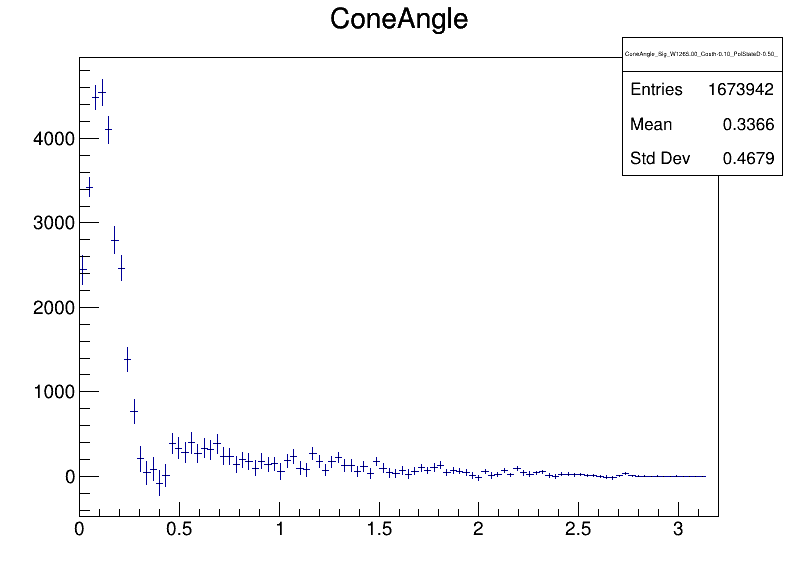 ConeAngle
ConeAngle_Sig_W1265.00_Costh-0.10_PolStateD-0.50_
Entries 1673942
Mean 0.3366
Std Dev 0.4679
4000
3000
2000
1000
0
0 0.5 1 1.5 2 2.5 3